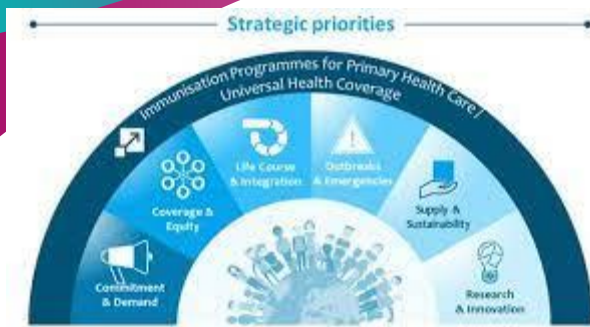 Strategic priorities
Immunisation Programmes for Primary Health Care /
Universal Health Coverage
Commitment
& Demand
Coverage &
Equity
Life Course
& Integration
Outbreaks
& Emergencies
Supply &
Sustainability
Research
& Innovation